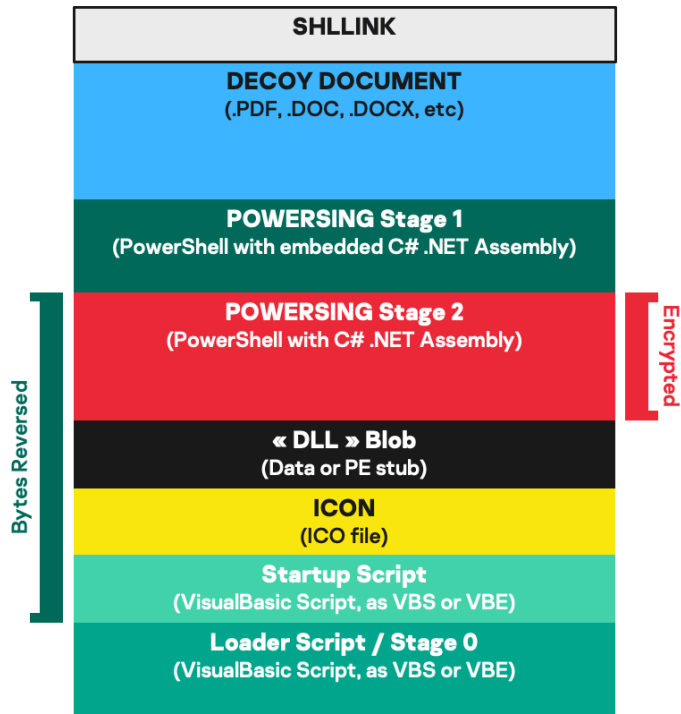 SHLLINK
DECOY DOCUMENT
(.PDF, .DOC, .DOCX, etc)
POWERSING Stage 1
(PowerShell with embedded C# .NET Assembly)
POWERSING Stage 2
(PowerShell with C# .NET Assembly)
Encrypted
Bytes Reversed
« DLL » Blob
(Data or PE stub)
ICON
(ICO file)
Startup Script
(VisualBasic Script, as VBS or VBE)
Loader Script / Stage 0
(VisualBasic Script, as VBS or VBE)